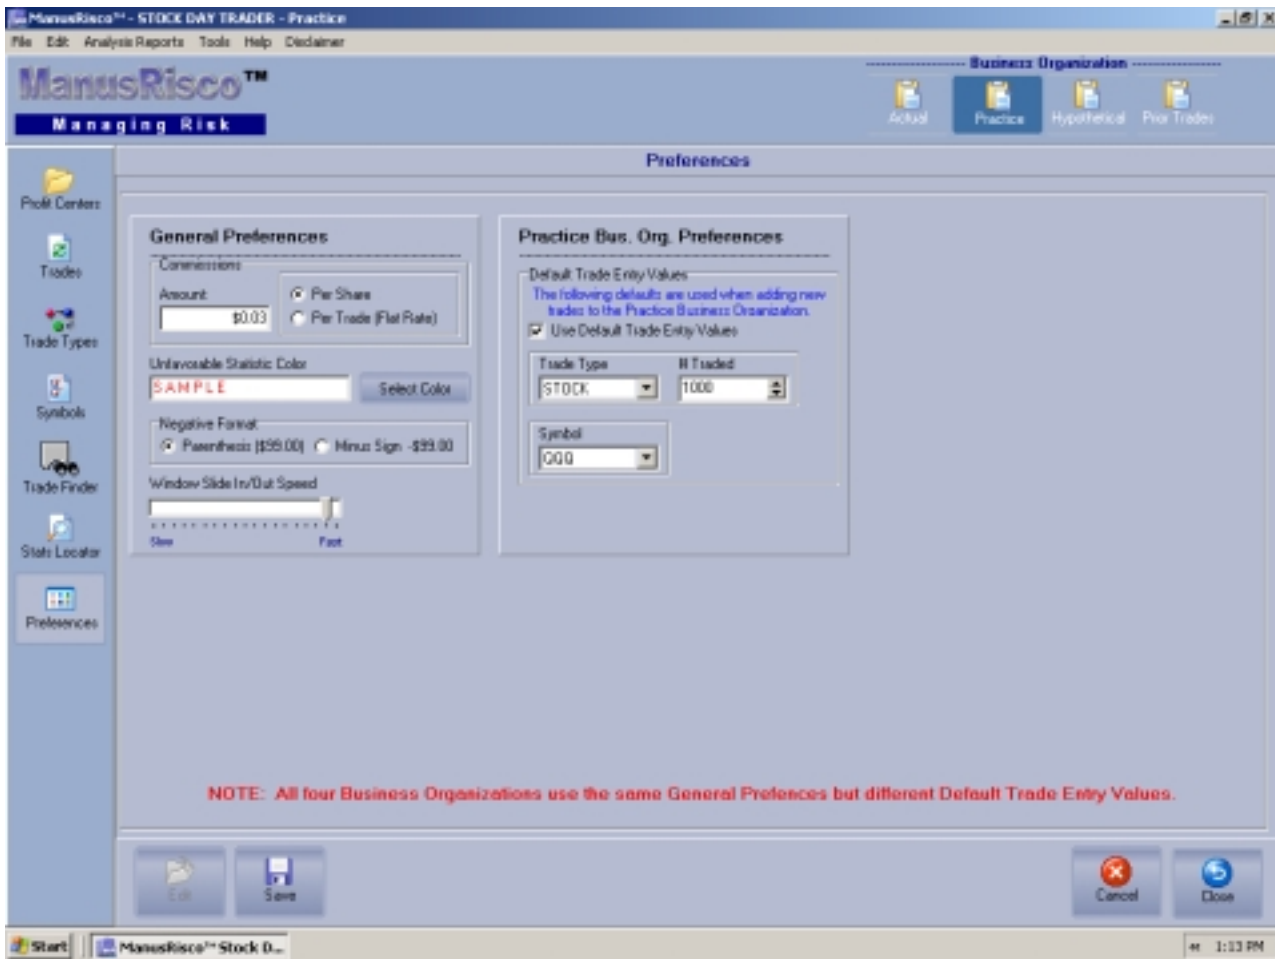 ManusRisco™ - STOCK DAY TRADER - Practice
File Edit Analysis Reports Tools Help Disclaimer
ManusRisco™
Managing Risk
Business Organization
Actual Practice Hypothetical Prior Trades
Preferences
Profit Centers
Trades
Trade Types
Symbols
Trade Finder
Stats Locator
Preferences
General Preferences
Commissions
Amount
$0.03
Per Share
Per Trade (Flat Rate)
Unfavorable Statistic Color
SAMPLE
Select Color
Negative Format
Parenthesis ($99.00) Minus Sign -$99.00
Window Slide In/Out Speed
Slow Fast
Practice Bus. Org. Preferences
Default Trade Entry Values
The following defaults are used when adding new
trades to the Practice Business Organization.
Use Default Trade Entry Values
Trade Type # Traded
STOCK 1000
Symbol
QQQ
NOTE: All four Business Organizations use the same General Prefences but different Default Trade Entry Values.
Edit Save Cancel Close
Start ManusRisco™ Stock D... « 1:13 PM